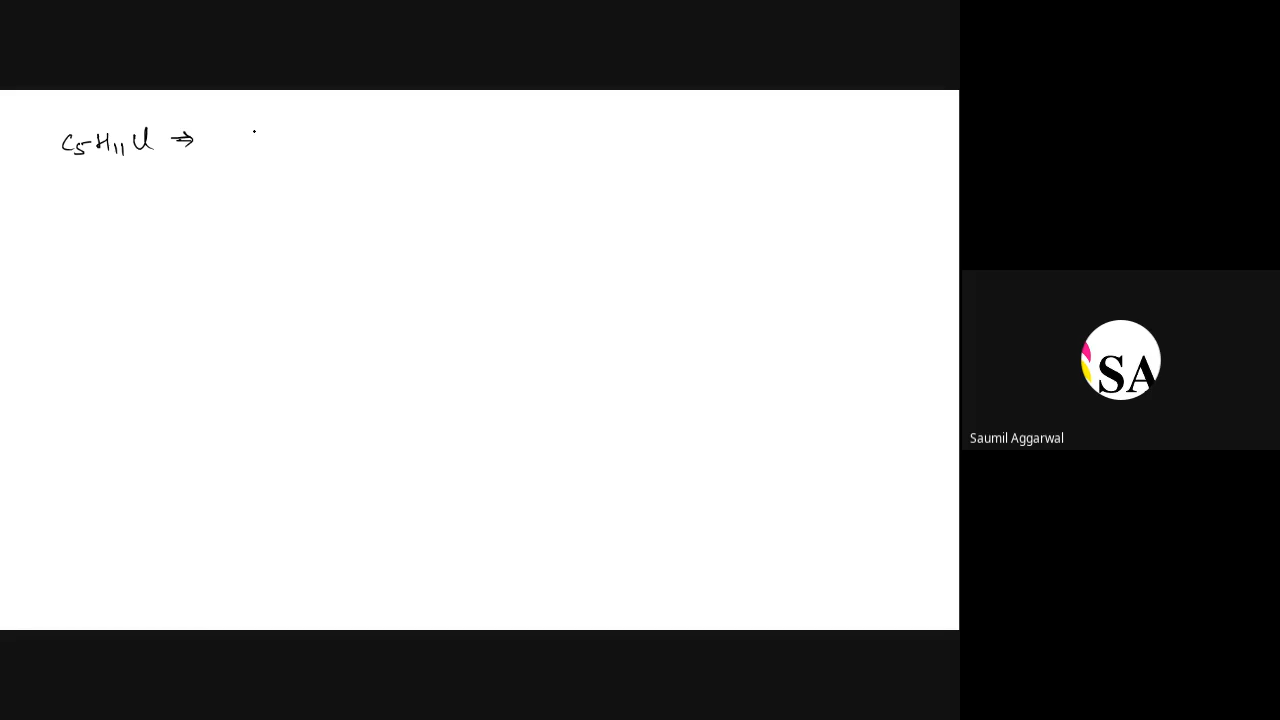 C₅H₁₁Cl ⇒
SA
Saumil Aggarwal